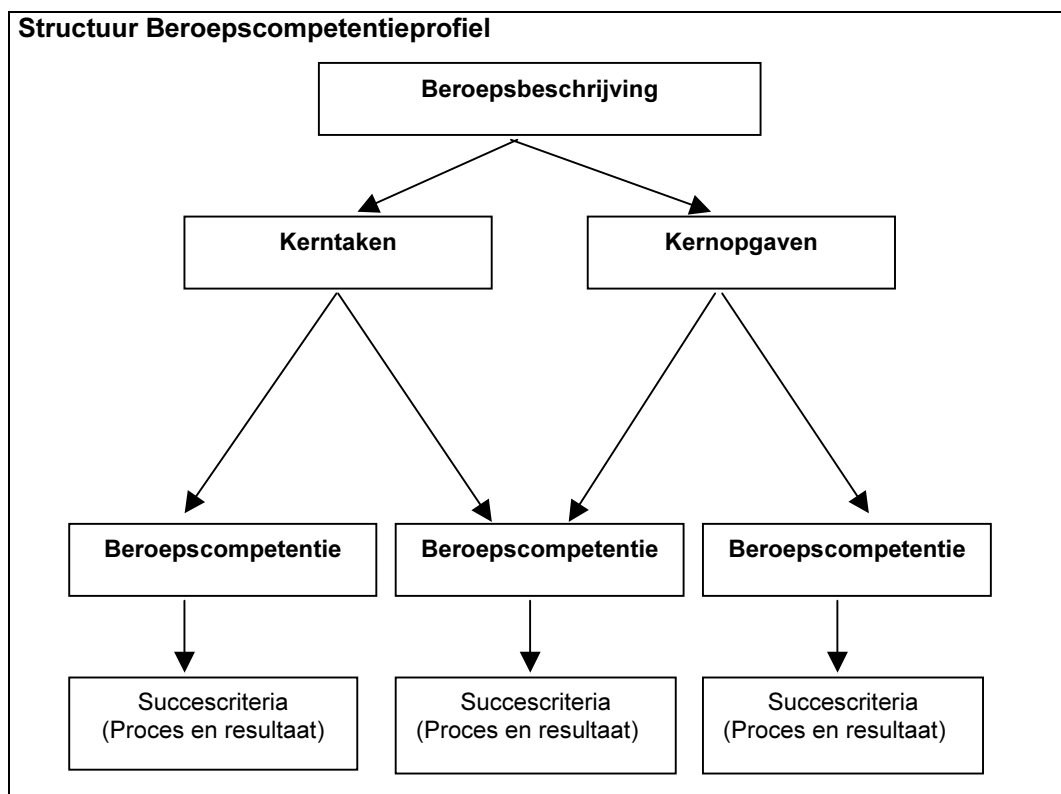 Structuur Beroepscompetentieprofiel
Beroepsbeschrijving
Kerntaken
Kernopgaven
Beroepscompetentie
Beroepscompetentie
Beroepscompetentie
Succescriteria
(Proces en resultaat)
Succescriteria
(Proces en resultaat)
Succescriteria
(Proces en resultaat)